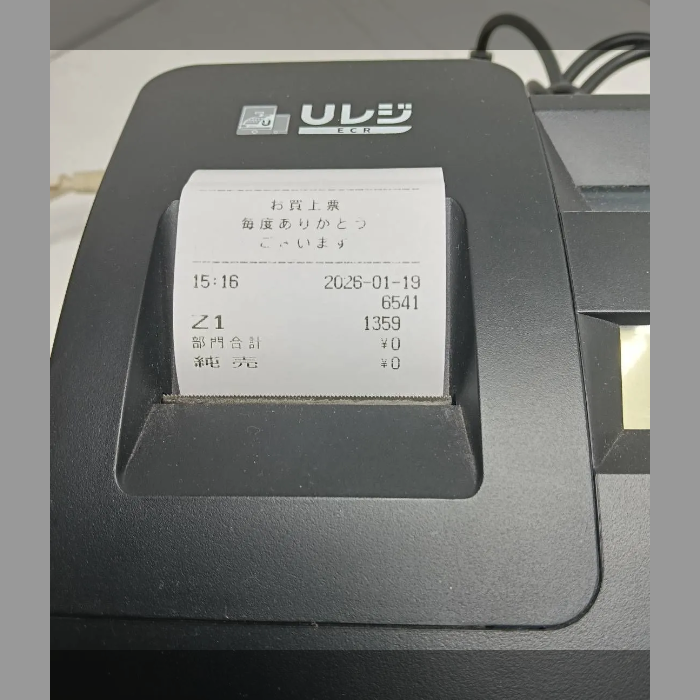 Uレジ
ECR
お買上票
毎度ありがとう
ございます
15:16 2026-01-19
6541
Z1 1359
部門合計 ¥0
純売 ¥0